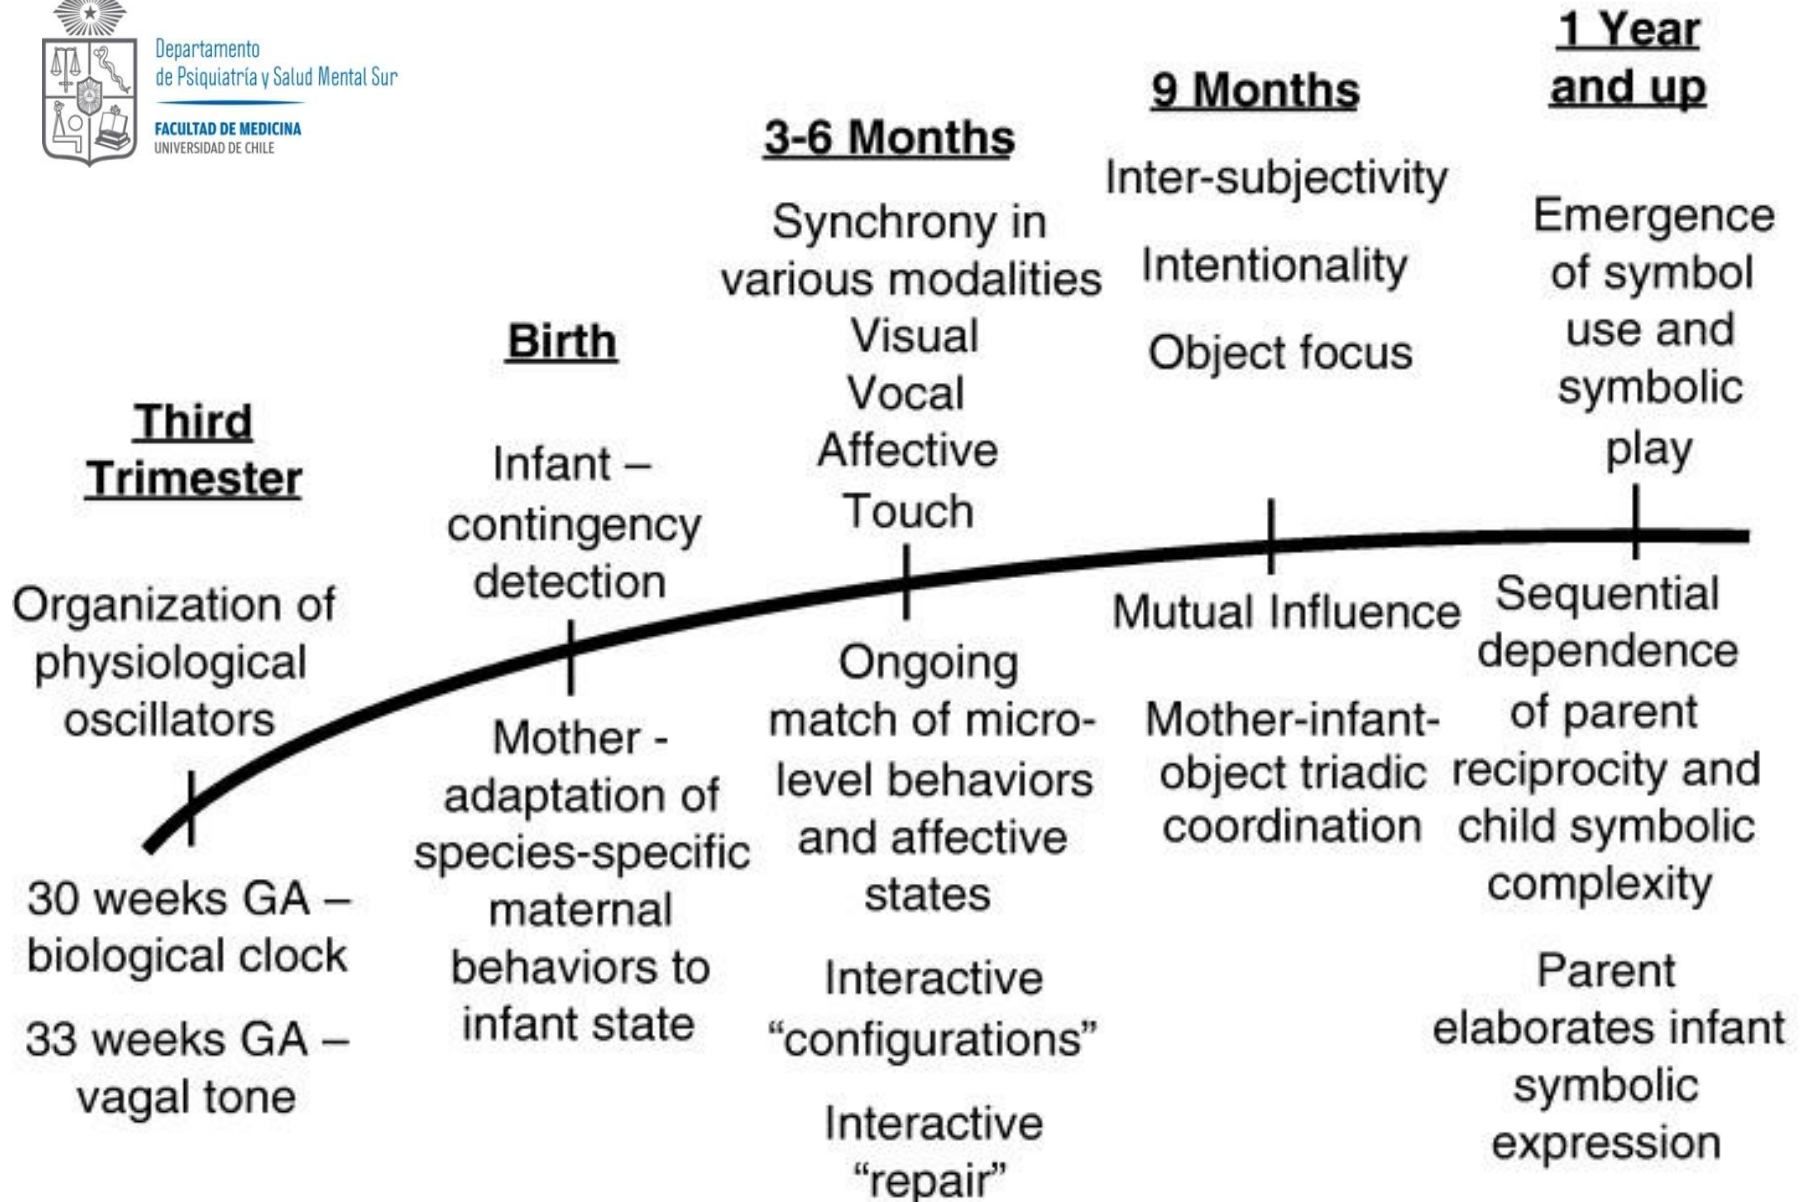 Departamento
de Psiquiatría y Salud Mental Sur
FACULTAD DE MEDICINA
UNIVERSIDAD DE CHILE
Third
Trimester
Organization of
physiological
oscillators
30 weeks GA –
biological clock
33 weeks GA –
vagal tone
Birth
Infant –
contingency
detection
Mother -
adaptation of
species-specific
maternal
behaviors to
infant state
3-6 Months
Synchrony in
various modalities
Visual
Vocal
Affective
Touch
Ongoing
match of micro-
level behaviors
and affective
states
Interactive
“configurations”
Interactive
“repair”
9 Months
Inter-subjectivity
Intentionality
Object focus
Mutual Influence
Mother-infant-
object triadic
coordination
1 Year
and up
Emergence
of symbol
use and
symbolic
play
Sequential
dependence
of parent
reciprocity and
child symbolic
complexity
Parent
elaborates infant
symbolic
expression